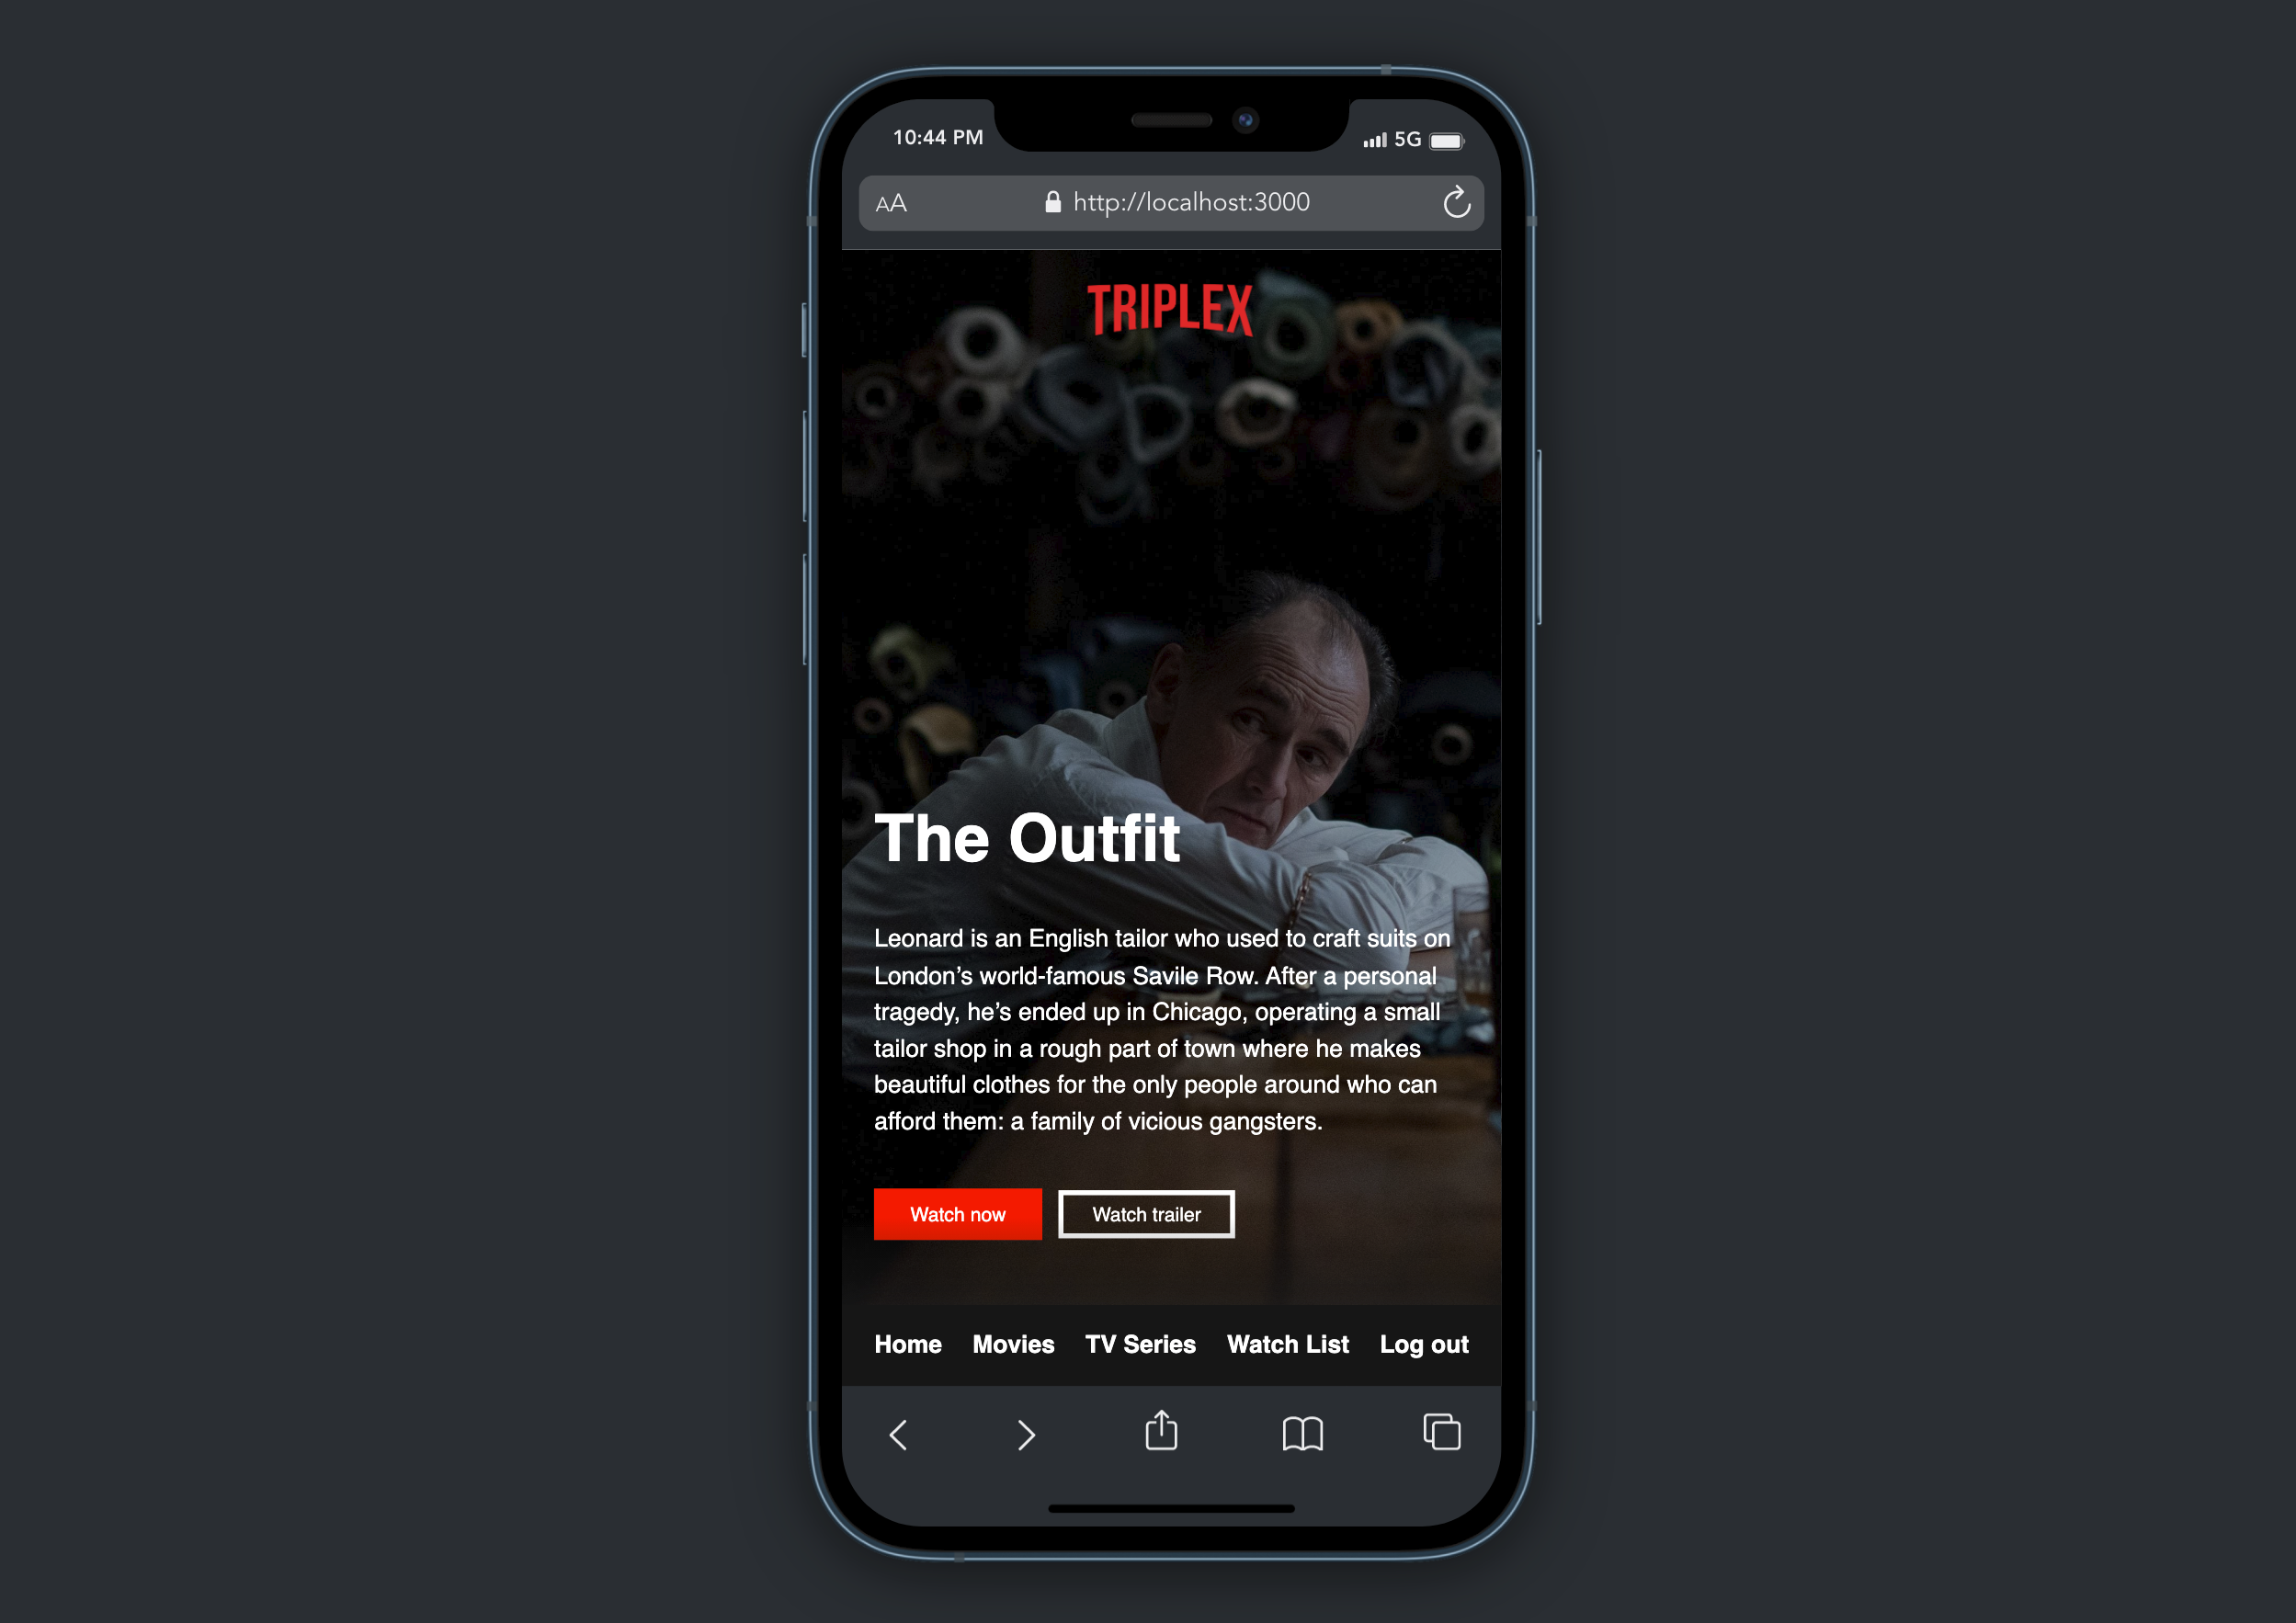 10:44 PM
5G
AA
http://localhost:3000
TRIPLEX
The Outfit
Leonard is an English tailor who used to craft suits on
London’s world-famous Savile Row. After a personal
tragedy, he’s ended up in Chicago, operating a small
tailor shop in a rough part of town where he makes
beautiful clothes for the only people around who can
afford them: a family of vicious gangsters.
Watch now
Watch trailer
Home Movies TV Series Watch List Log out